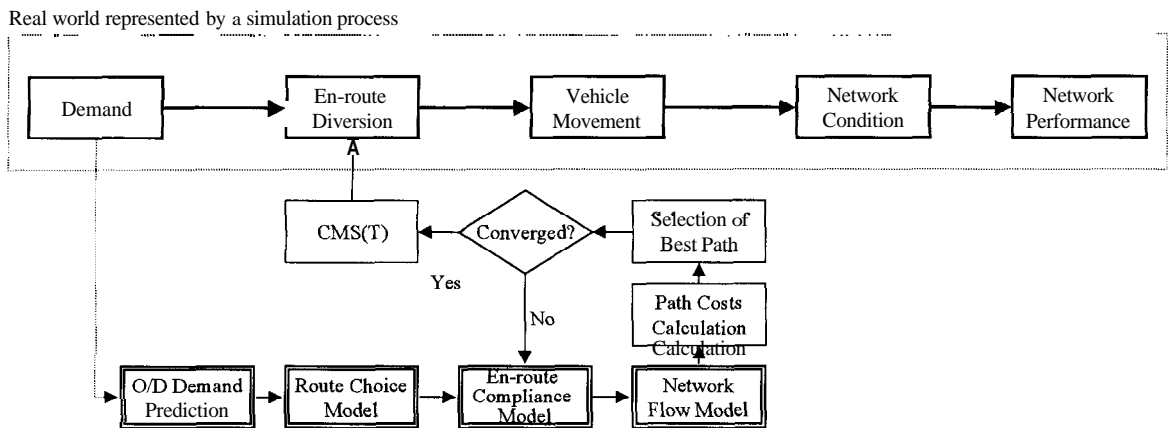 Real world represented by a simulation process
Demand
En-route
Diversion
Vehicle
Movement
Network
Condition
Network
Performance
A
CMS(T)
Converged?
Selection of
Best Path
Yes
No
Path Costs
Calculation
Calculation
O/D Demand
Prediction
Route Choice
Model
En-route
Compliance
Model
Network
Flow Model